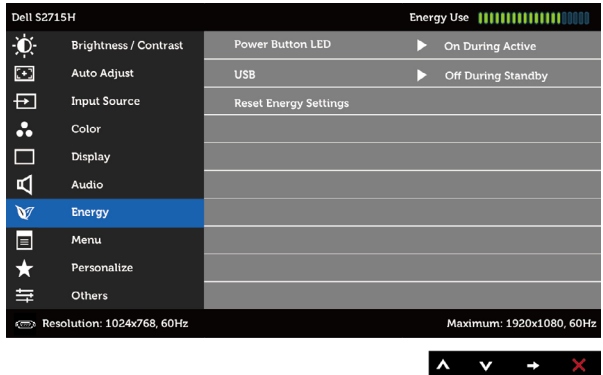 Dell S2715H Energy Use
Brightness / Contrast Power Button LED On During Active
Auto Adjust USB Off During Standby
Input Source Reset Energy Settings
Color
Display
Audio
Energy
Menu
Personalize
Others
Resolution: 1024x768, 60Hz Maximum: 1920x1080, 60Hz